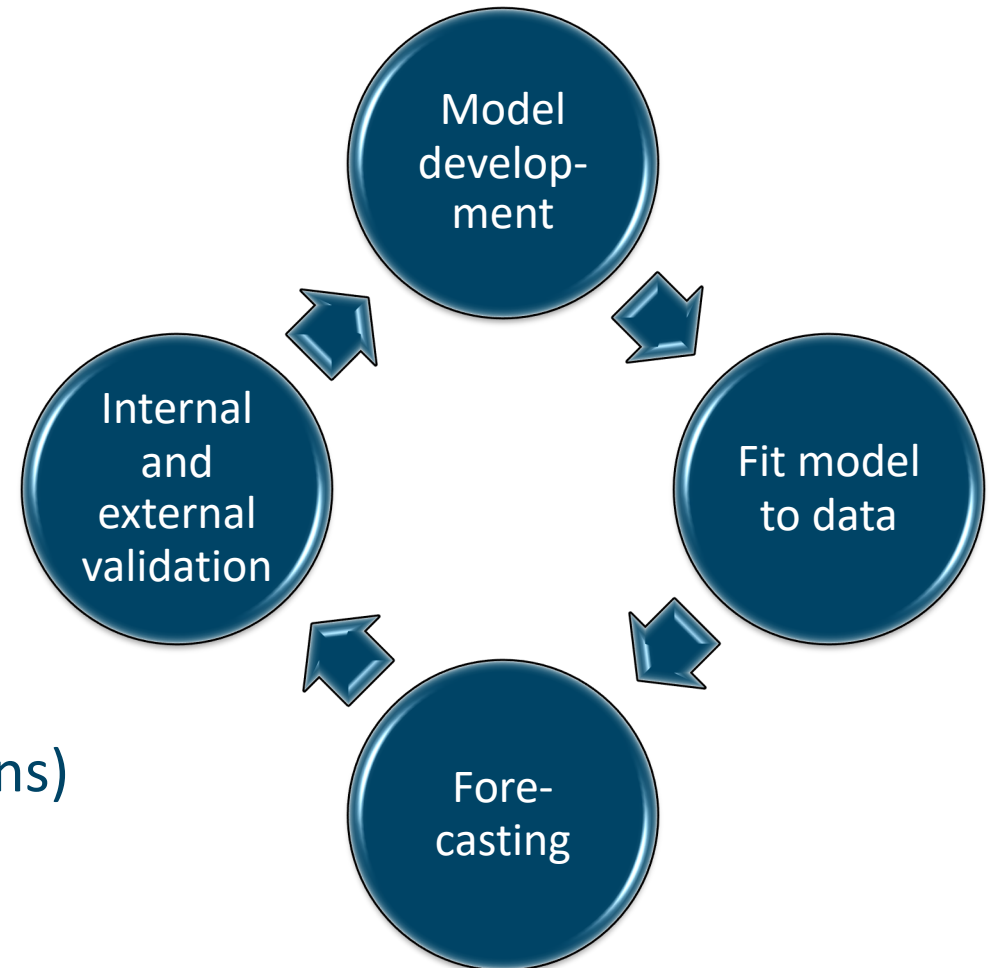 Model
develop-
ment
Internal
and
external
validation
Fit model
to data
ns)
Fore-
casting